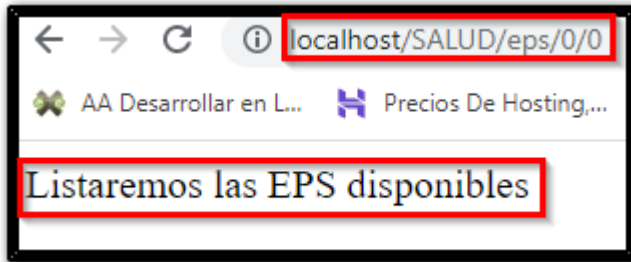 localhost/SALUD/eps/0/0
AA Desarrollar en L... Precios De Hosting,...
Listaremos las EPS disponibles